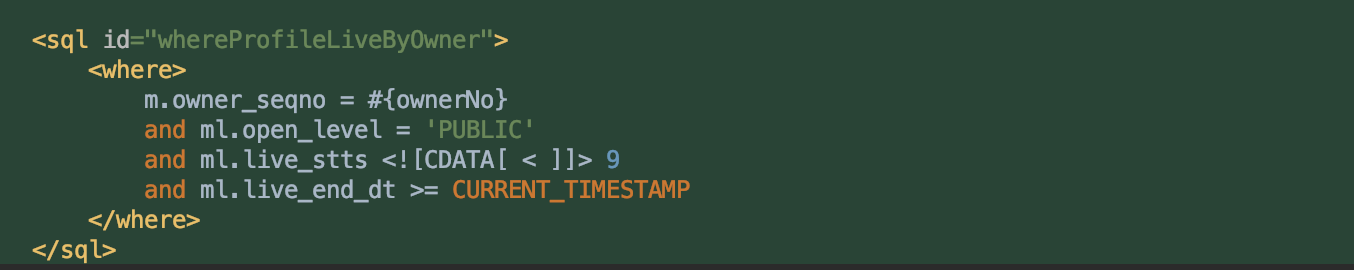 <sql id="whereProfileLiveByOwner">
<where>
m.owner_seqno = #{ownerNo}
and ml.open_level = 'PUBLIC'
and ml.live_stts <![CDATA[ < ]]> 9
and ml.live_end_dt >= CURRENT_TIMESTAMP
</where>
</sql>